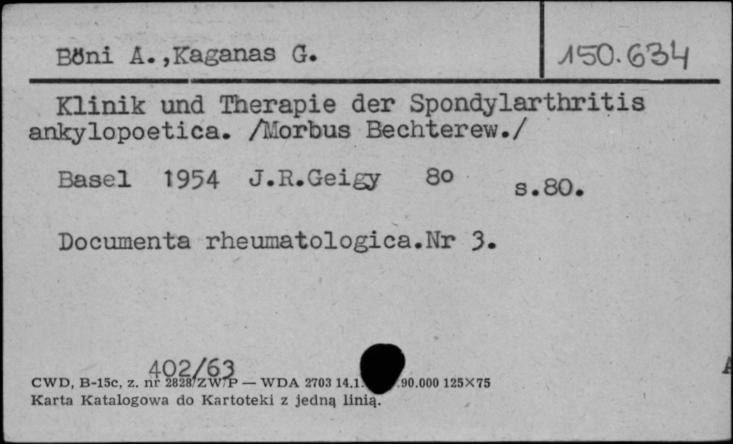 Böni A.,Kaganas G.
150.634
Klinik und Therapie der Spondylarthritis
ankylopoetica. /Morbus Bechterew./
Basel 1954 J.R.Geigy 8o s.80.
Documenta rheumatologica.Nr 3.
402/63
CWD, B-15c, z. nr 2828/ZW/P — WDA 2703 14.1 .90.000 125×75
Karta Katalogowa do Kartoteki z jedną linią.